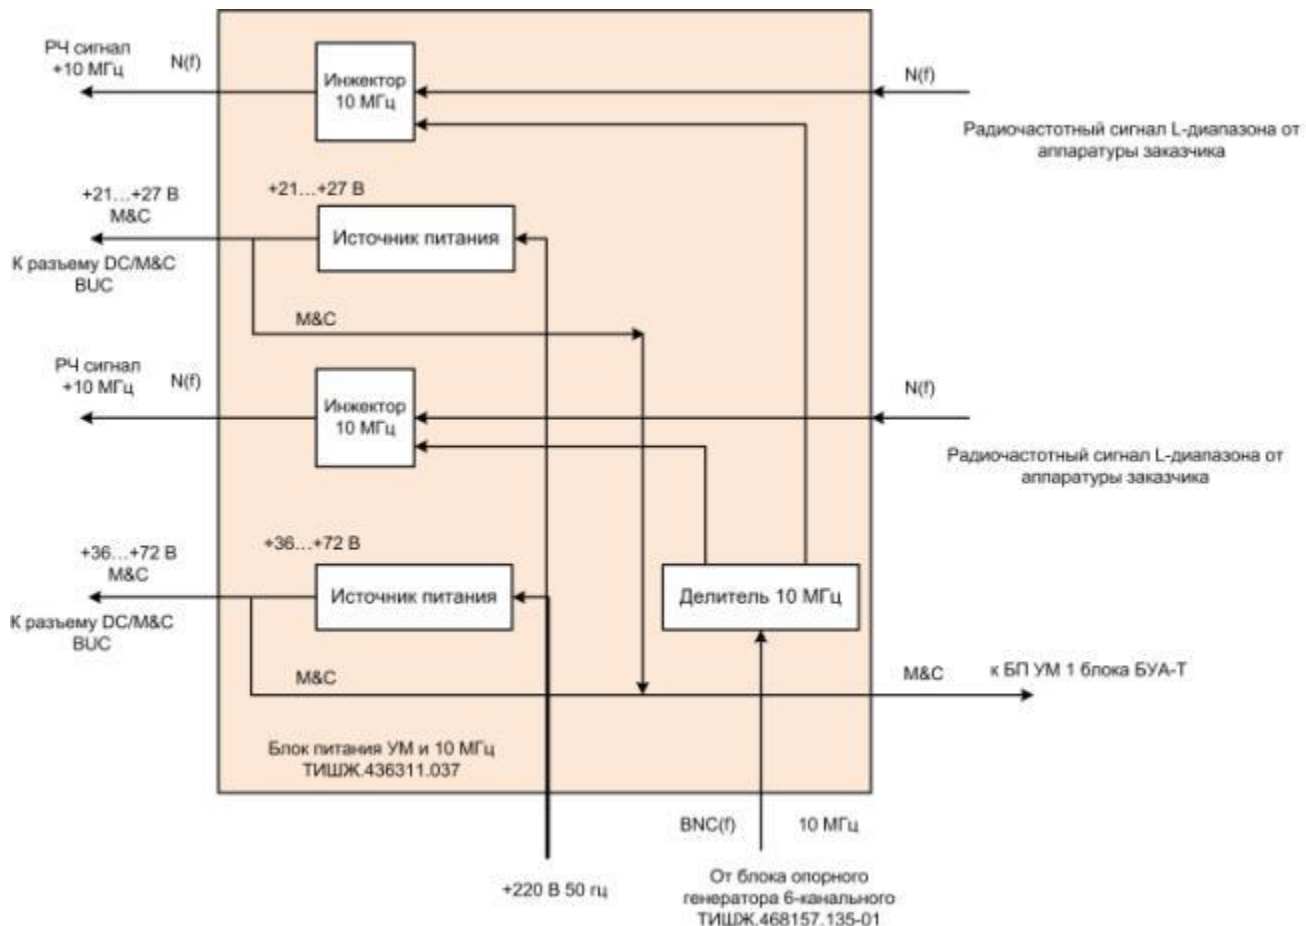 РЧ сигнал
+10 МГц
N(f)
Инжектор
10 МГц
N(f)
Радиочастотный сигнал L-диапазона от
аппаратуры заказчика
+21...+27 В
M&C
+21...+27 В
Источник питания
К разъему DC/M&C
BUC
M&C
РЧ сигнал
+10 МГц
N(f)
Инжектор
10 МГц
N(f)
Радиочастотный сигнал L-диапазона от
аппаратуры заказчика
+36...+72 В
M&C
+36...+72 В
Источник питания
Делитель 10 МГц
К разъему DC/M&C
BUC
M&C
M&C
к БП УМ 1 блока БУА-Т
Блок питания УМ и 10 МГц
ТИШЖ.436311.037
BNC(f)
10 МГц
+220 В 50 гц
От блока опорного
генератора 6-канального
ТИШЖ.468157.135-01